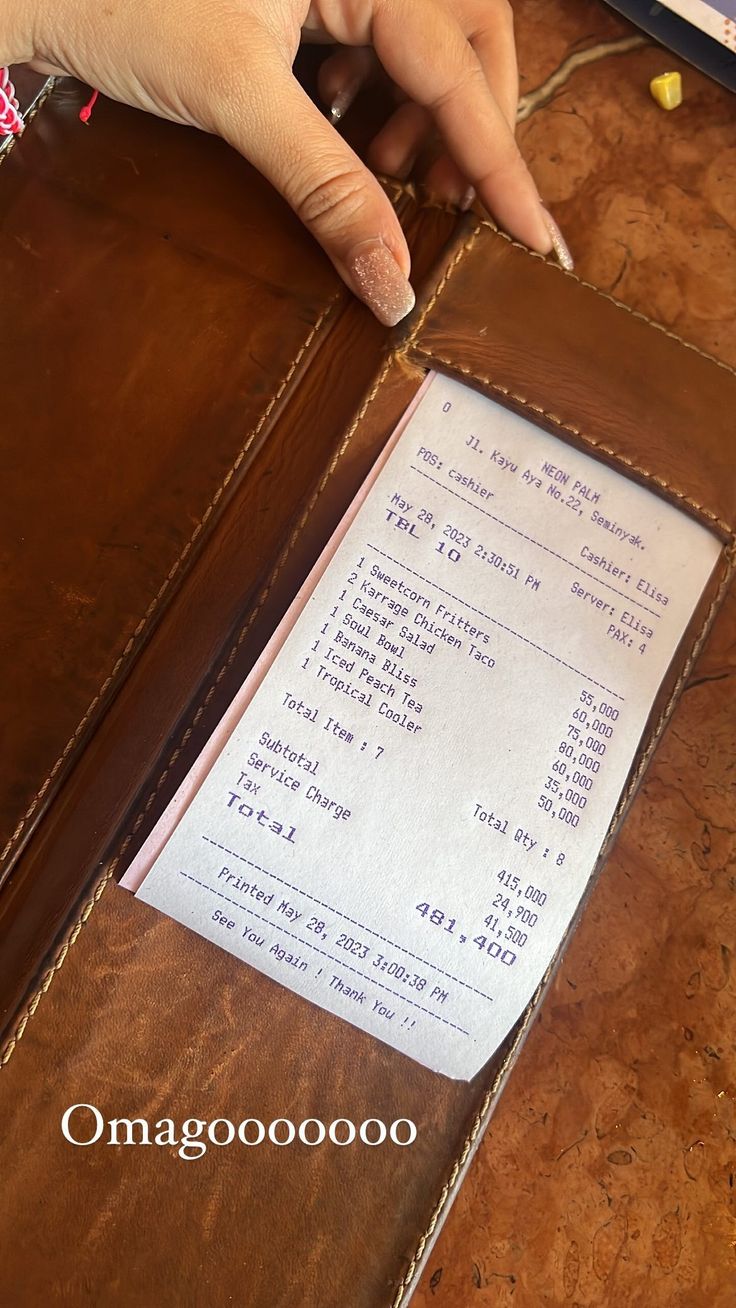 0
NEON PALM
Jl. Kayu Aya No.22, Seminyak.
POS: cashier Cashier: Elisa
May 28, 2023 2:30:51 PM Server: Elisa
TBL 10 PAX: 4
1 Sweetcorn Fritters 55,000
2 Karrage Chicken Taco 60,000
1 Caesar Salad 75,000
1 Soul Bowl 80,000
1 Banana Bliss 60,000
1 Iced Peach Tea 35,000
1 Tropical Cooler 50,000
Total Item : 7 Total Qty : 8
Subtotal 415,000
Service Charge 24,900
Tax 41,500
Total 481,400
Printed May 28, 2023 3:00:38 PM
See You Again ! Thank You !!
Omagooooooo